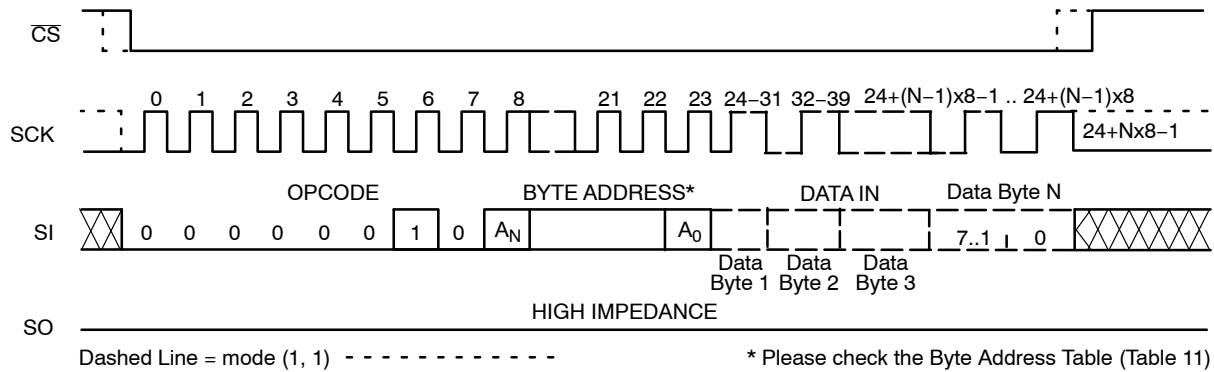 CS
0 1 2 3 4 5 6 7 8 21 22 23 24−31 32−39 24+(N−1)x8−1 .. 24+(N−1)x8
SCK
24+Nx8−1
OPCODE BYTE ADDRESS* DATA IN Data Byte N
SI 0 0 0 0 0 0 1 0 AN A0 7..1 0
Data Byte 1
Data Byte 2
Data Byte 3
HIGH IMPEDANCE
SO
Dashed Line = mode (1, 1) * Please check the Byte Address Table (Table 11)